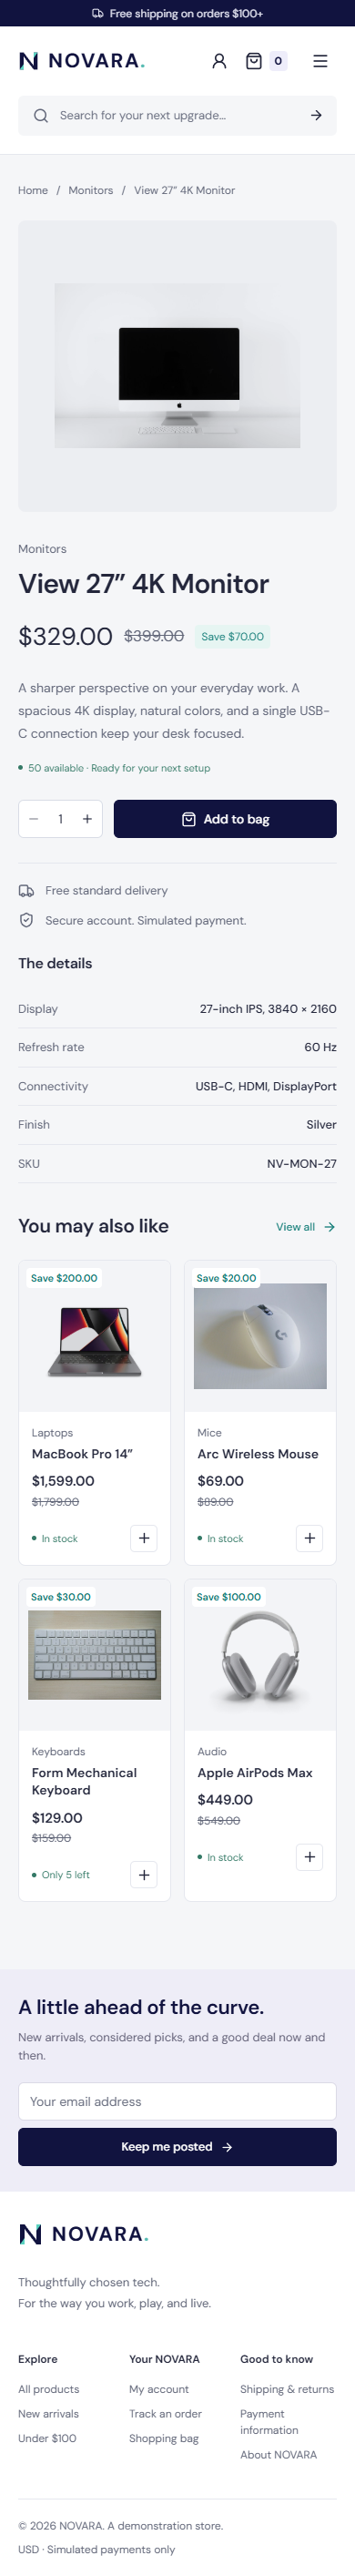 Free shipping on orders $100+
NOVARA.
0
Search for your next upgrade...
Home / Monitors / View 27” 4K Monitor
Monitors
View 27” 4K Monitor
$329.00 $399.00 Save $70.00
A sharper perspective on your everyday work. A
spacious 4K display, natural colors, and a single USB-
C connection keep your desk focused.
50 available · Ready for your next setup
1
Add to bag
Free standard delivery
Secure account. Simulated payment.
The details
Display 27-inch IPS, 3840 × 2160
Refresh rate 60 Hz
Connectivity USB-C, HDMI, DisplayPort
Finish Silver
SKU NV-MON-27
You may also like View all
Save $200.00
Laptops
MacBook Pro 14”
$1,599.00
$1,799.00
In stock
Save $20.00
Mice
Arc Wireless Mouse
$69.00
$89.00
In stock
Save $30.00
Keyboards
Form Mechanical
Keyboard
$129.00
$159.00
Only 5 left
Save $100.00
Audio
Apple AirPods Max
$449.00
$549.00
In stock
A little ahead of the curve.
New arrivals, considered picks, and a good deal now and
then.
Your email address
Keep me posted
NOVARA.
Thoughtfully chosen tech.
For the way you work, play, and live.
Explore
All products
New arrivals
Under $100
Your NOVARA
My account
Track an order
Shopping bag
Good to know
Shipping & returns
Payment
information
About NOVARA
© 2026 NOVARA. A demonstration store.
USD · Simulated payments only